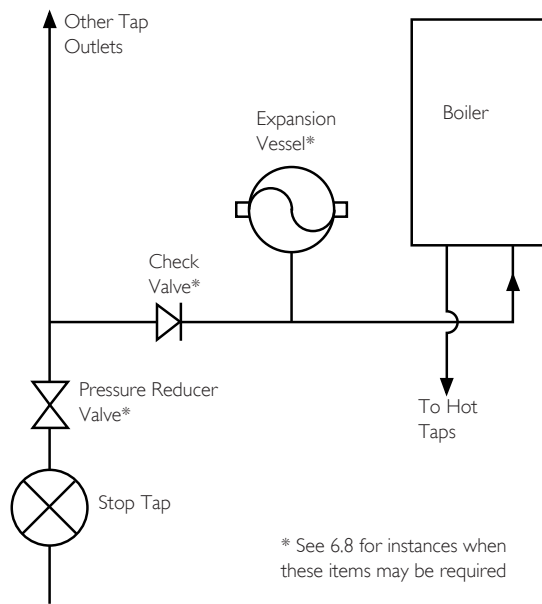 Other Tap
Outlets
Boiler
Expansion
Vessel*
Check
Valve*
Pressure Reducer
Valve*
To Hot
Taps
Stop Tap
* See 6.8 for instances when
these items may be required